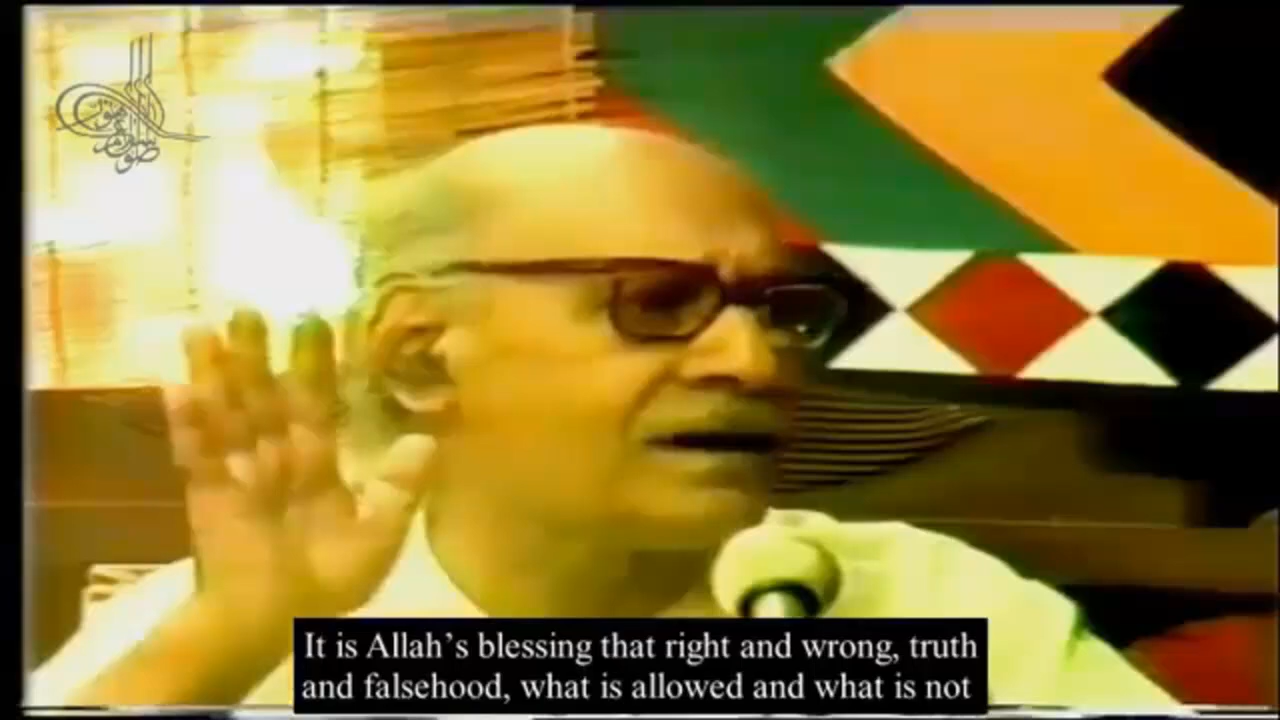 It is Allah's blessing that right and wrong, truth
and falsehood, what is allowed and what is not